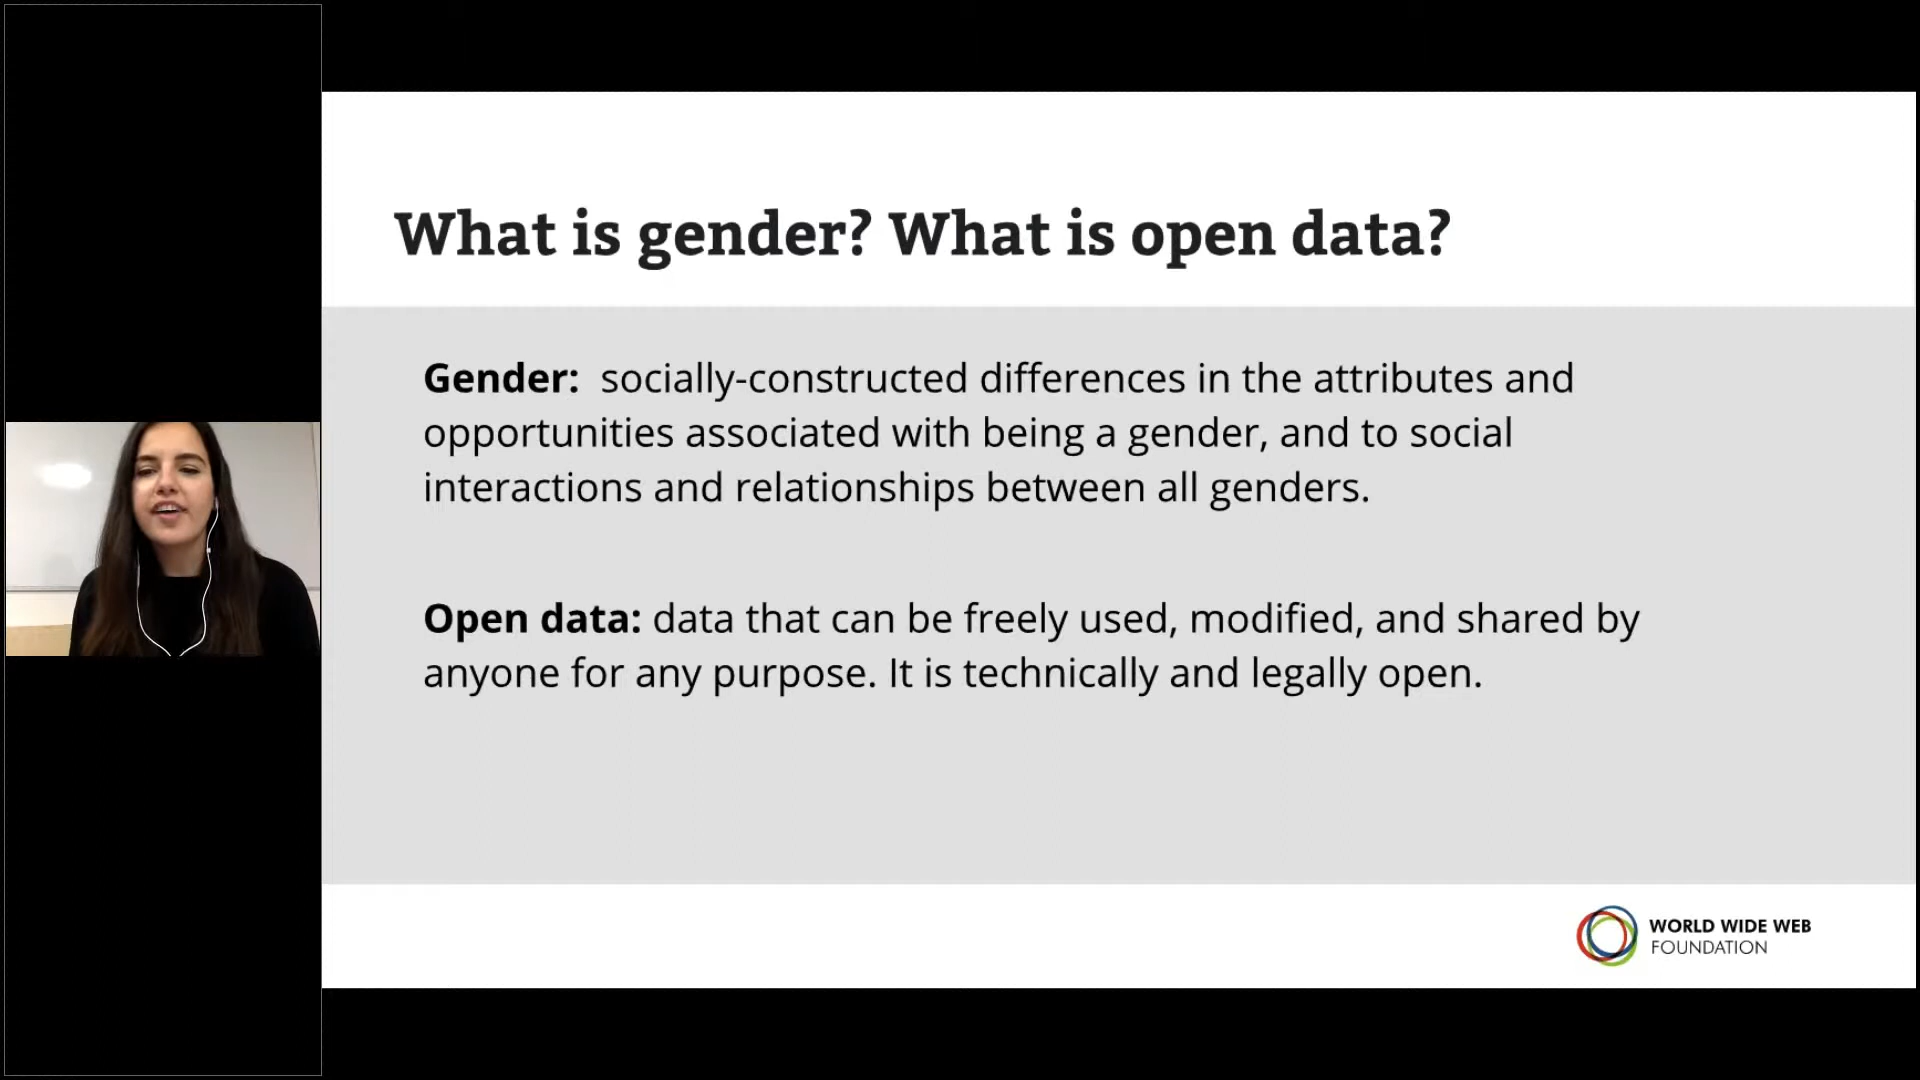 What is gender? What is open data?
Gender: socially-constructed differences in the attributes and
opportunities associated with being a gender, and to social
interactions and relationships between all genders.
Open data: data that can be freely used, modified, and shared by
anyone for any purpose. It is technically and legally open.
WORLD WIDE WEB
FOUNDATION